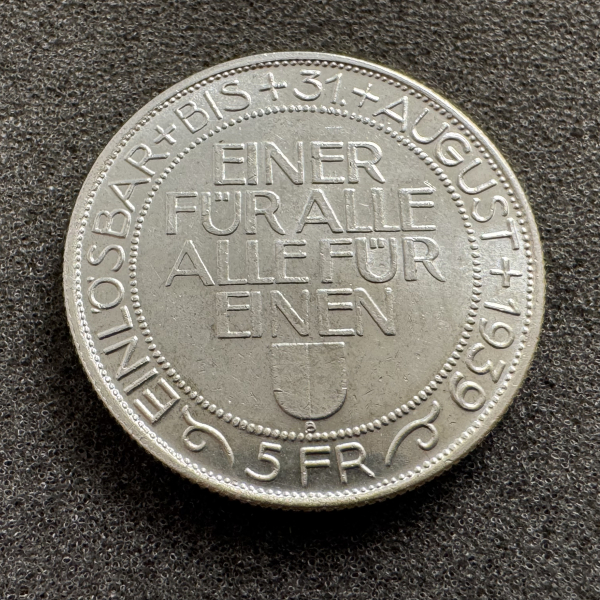 EINLÖSBAR + BIS + 31. + AUGUST + 1939
EINER
FÜR ALLE
ALLE FÜR
EINEN
B
5 FR